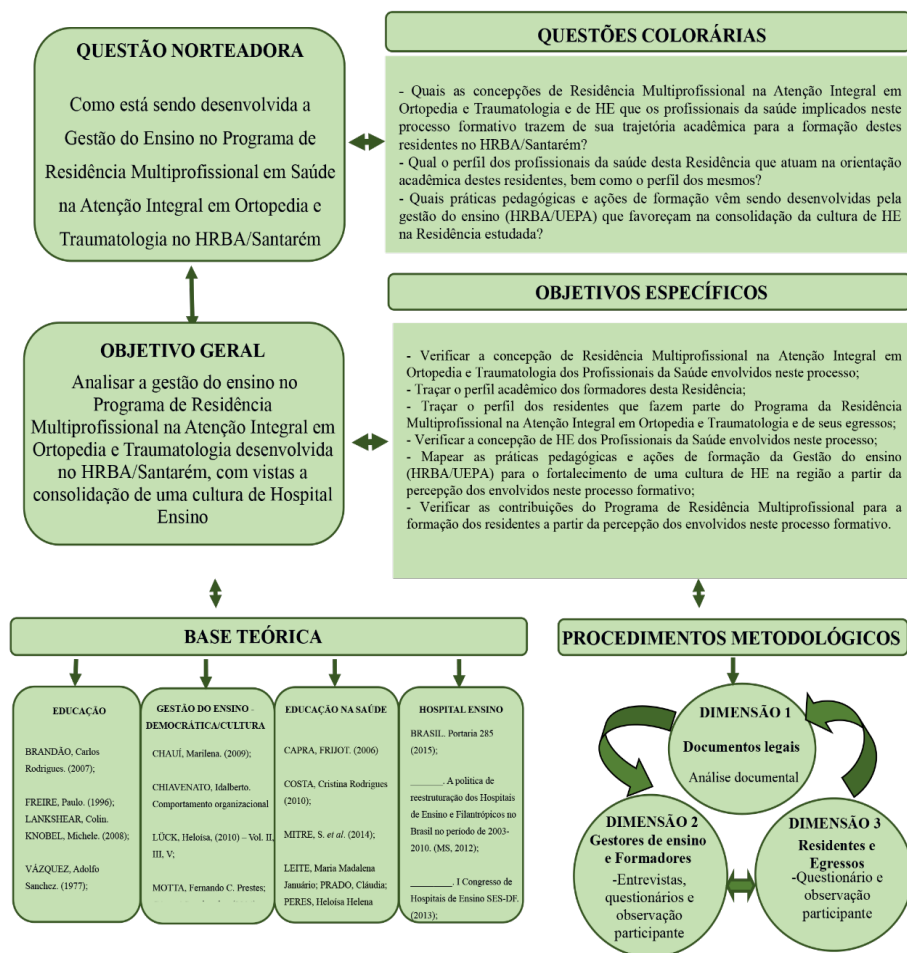 QUESTÃO NORTEADORA
Como está sendo desenvolvida a
Gestão do Ensino no Programa de
Residência Multiprofissional em Saúde
na Atenção Integral em Ortopedia e
Traumatologia no HRBA/Santarém
QUESTÕES COLORÁRIAS
- Quais as concepções de Residência Multiprofissional na Atenção Integral em
Ortopedia e Traumatologia e de HE que os profissionais da saúde implicados neste
processo formativo trazem de sua trajetória acadêmica para a formação destes
residentes no HRBA/Santarém?
- Qual o perfil dos profissionais da saúde desta Residência que atuam na orientação
acadêmica destes residentes, bem como o perfil dos mesmos?
- Quais práticas pedagógicas e ações de formação vêm sendo desenvolvidas pela
gestão do ensino (HRBA/UEPA) que favoreçam na consolidação da cultura de HE
na Residência estudada?
OBJETIVO GERAL
Analisar a gestão do ensino no
Programa de Residência
Multiprofissional na Atenção Integral em
Ortopedia e Traumatologia desenvolvida
no HRBA/Santarém, com vistas a
consolidação de uma cultura de Hospital
Ensino
OBJETIVOS ESPECÍFICOS
- Verificar a concepção de Residência Multiprofissional na Atenção Integral em
Ortopedia e Traumatologia dos Profissionais da Saúde envolvidos neste processo;
- Traçar o perfil acadêmico dos formadores desta Residência;
- Traçar o perfil dos residentes que fazem parte do Programa da Residência
Multiprofissional na Atenção Integral em Ortopedia e Traumatologia e de seus egressos;
- Verificar a concepção de HE dos Profissionais da Saúde envolvidos neste processo;
- Mapear as práticas pedagógicas e ações de formação da Gestão do ensino
(HRBA/UEPA) para o fortalecimento de uma cultura de HE na região a partir da
percepção dos envolvidos neste processo formativo;
- Verificar as contribuições do Programa de Residência Multiprofissional para a
formação dos residentes a partir da percepção dos envolvidos neste processo formativo.
BASE TEÓRICA
EDUCAÇÃO
BRANDÃO, Carlos
Rodrigues. (2007);
FREIRE, Paulo. (1996);
LANKSHEAR, Colin.
KNOBEL, Michele. (2008);
VÁZQUEZ, Adolfo
Sanchez. (1977);
GESTÃO DO ENSINO -
DEMOCRÁTICA/CULTURA
CHAUÍ, Marilena. (2009);
CHIAVENATO, Idalberto.
Comportamento organizacional
LÜCK, Heloísa, (2010) – Vol. II,
III, V;
MOTTA, Fernando C. Prestes;
EDUCAÇÃO NA SAÚDE
CAPRA, FRIJOT. (2006)
COSTA, Cristina Rodrigues
(2010);
MITRE, S. et al. (2014);
LEITE, Maria Madalena
Januário; PRADO, Cláudia;
PERES, Heloísa Helena
HOSPITAL ENSINO
BRASIL. Portaria 285
(2015);
_______. A política de
reestruturação dos Hospitais
de Ensino e Filantrópicos no
Brasil no período de 2003-
2010. (MS, 2012);
_________. I Congresso de
Hospitais de Ensino SES-DF.
(2013);
PROCEDIMENTOS METODOLÓGICOS
DIMENSÃO 1
Documentos legais
Análise documental
DIMENSÃO 2
Gestores de ensino
e Formadores
-Entrevistas,
questionários e
observação
participante
DIMENSÃO 3
Residentes e
Egressos
-Questionário e
observação
participante